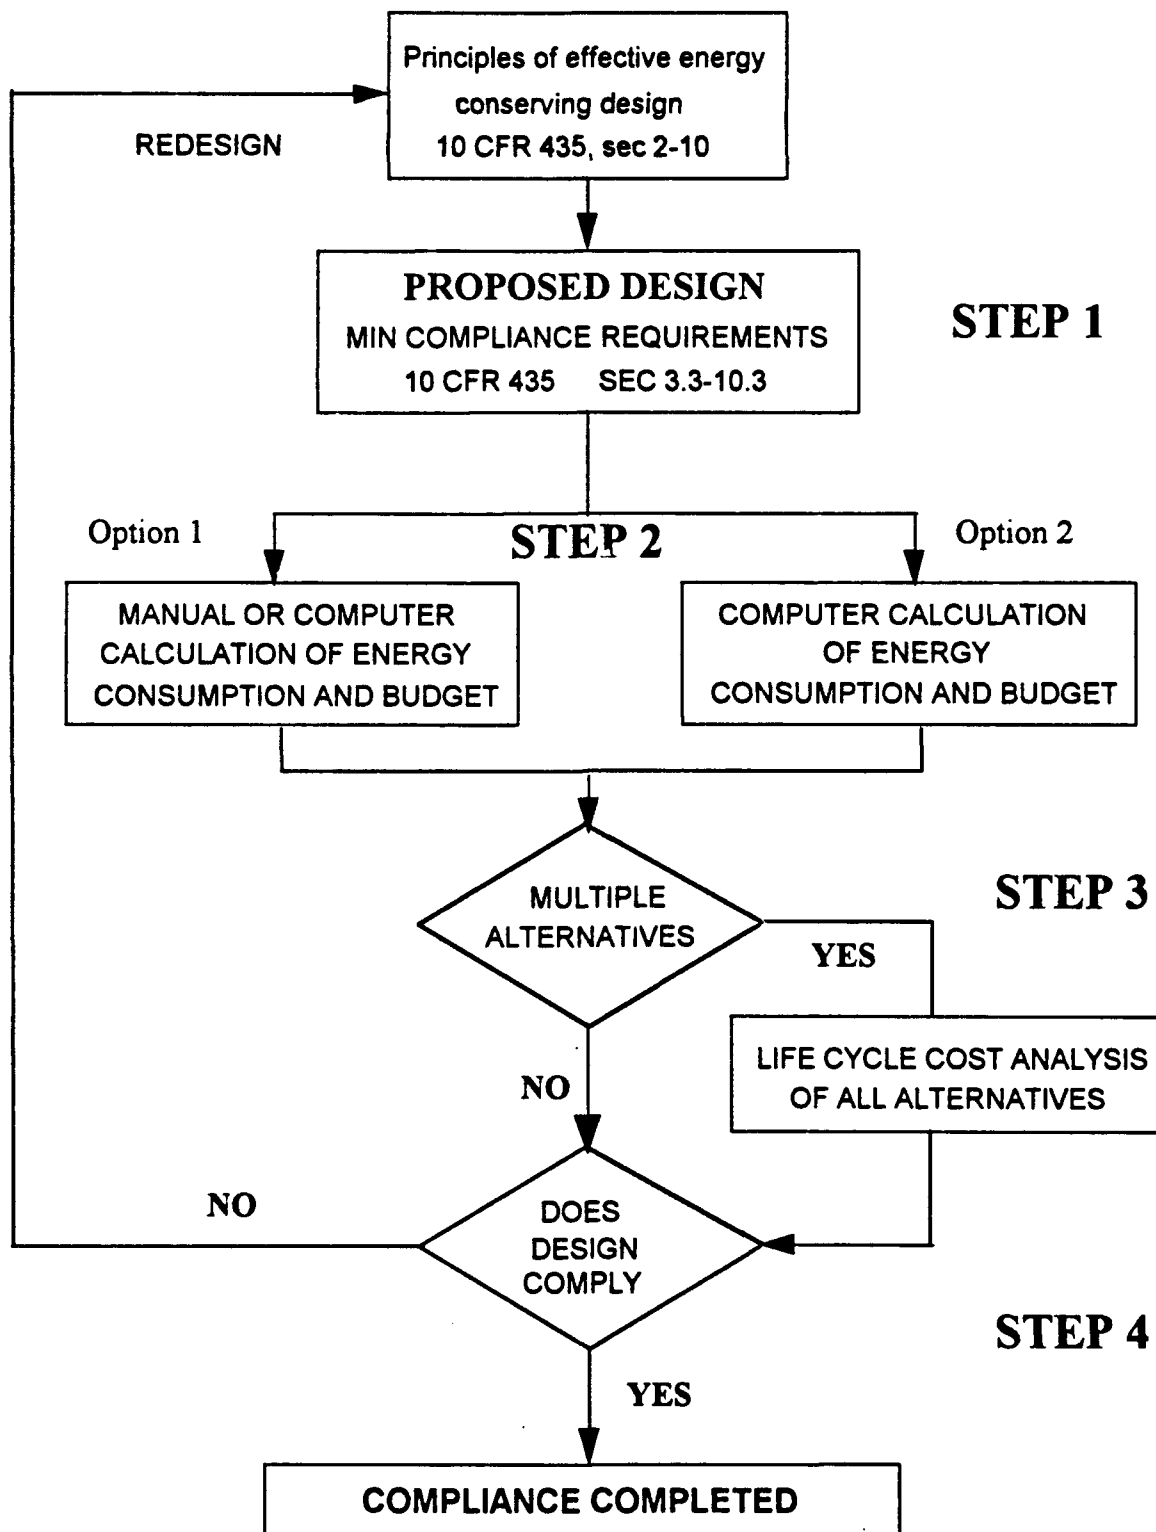 Principles of effective energy
conserving design
10 CFR 435, sec 2-10
REDESIGN
PROPOSED DESIGN
MIN COMPLIANCE REQUIREMENTS
10 CFR 435 SEC 3.3-10.3
STEP 1
Option 1
STEP 2
Option 2
MANUAL OR COMPUTER
CALCULATION OF ENERGY
CONSUMPTION AND BUDGET
COMPUTER CALCULATION
OF ENERGY
CONSUMPTION AND BUDGET
MULTIPLE
ALTERNATIVES
STEP 3
YES
LIFE CYCLE COST ANALYSIS
OF ALL ALTERNATIVES
NO
NO
DOES
DESIGN
COMPLY
STEP 4
YES
COMPLIANCE COMPLETED